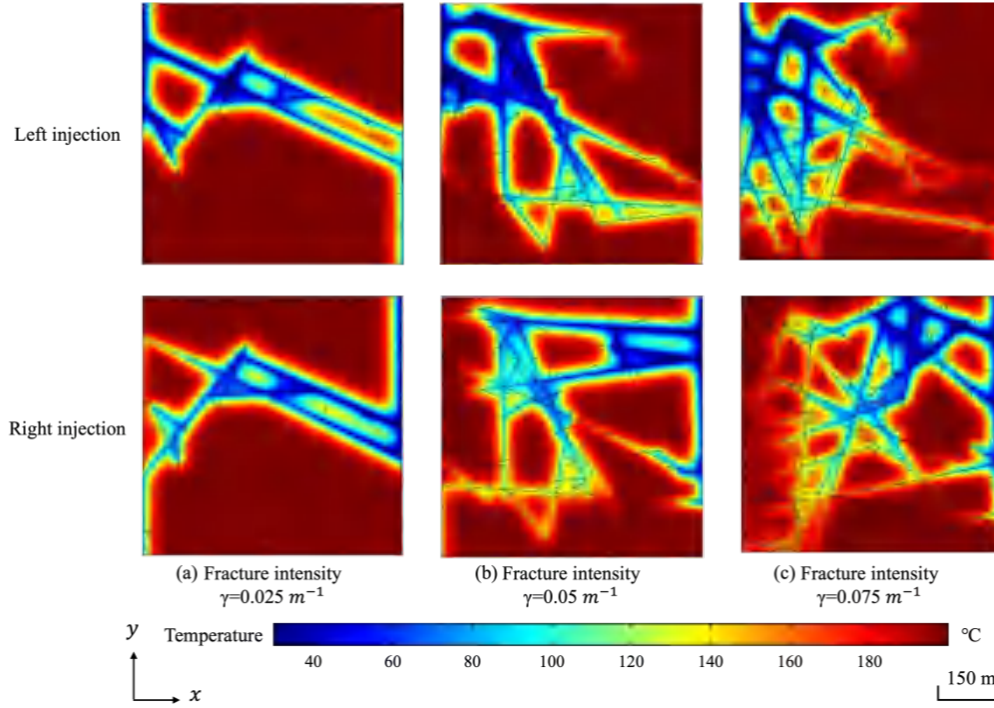 Left injection
Right injection
(a) Fracture intensity
γ=0.025 m⁻¹
(b) Fracture intensity
γ=0.05 m⁻¹
(c) Fracture intensity
γ=0.075 m⁻¹
y
x
Temperature
℃
40 60 80 100 120 140 160 180
150 m